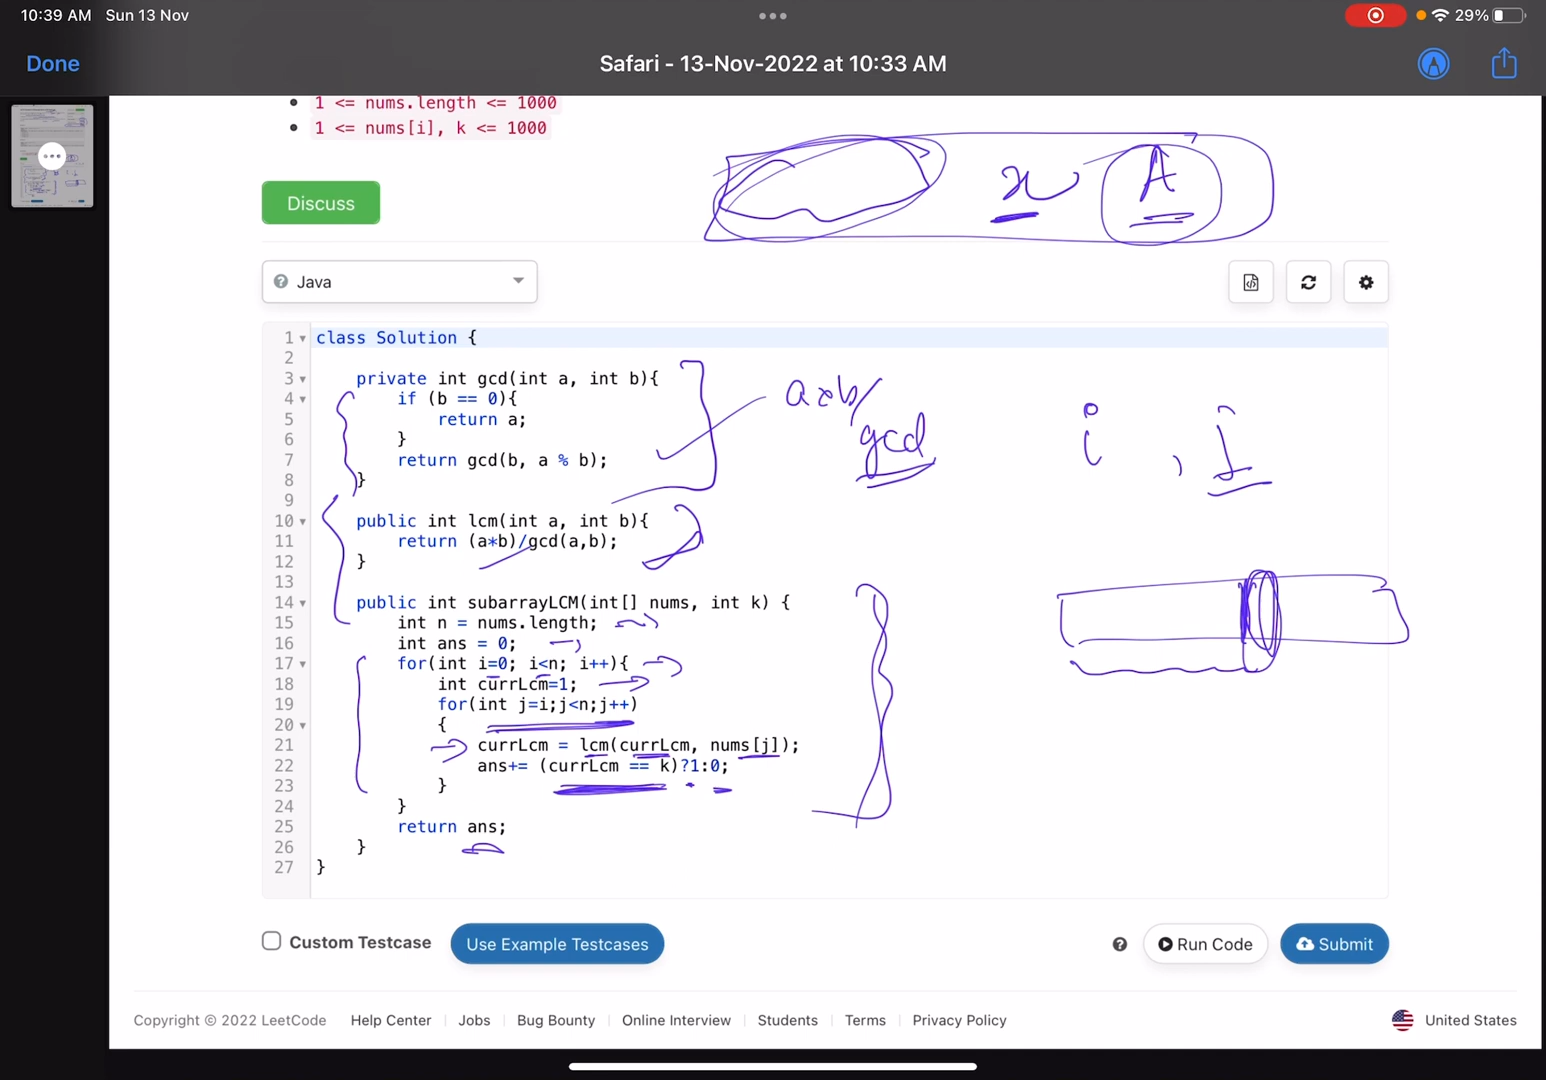 10:39 AM Sun 13 Nov
29%
Done
Safari - 13-Nov-2022 at 10:33 AM
1 <= nums.length <= 1000
1 <= nums[i], k <= 1000
x A
Discuss
Java
1 class Solution {
2
3 private int gcd(int a, int b){
4 if (b == 0){
5 return a;
6 }
7 return gcd(b, a % b);
8 }
9
10 public int lcm(int a, int b){
11 return (a*b)/gcd(a,b);
12 }
13
14 public int subarrayLCM(int[] nums, int k) {
15 int n = nums.length;
16 int ans = 0;
17 for(int i=0; i<n; i++){
18 int currLcm=1;
19 for(int j=i;j<n;j++)
20 {
21 currLcm = lcm(currLcm, nums[j]);
22 ans+= (currLcm == k)?1:0;
23 }
24 }
25 return ans;
26 }
27 }
a×b/
gcd
i , j
Custom Testcase Use Example Testcases ? Run Code Submit
Copyright © 2022 LeetCode Help Center Jobs Bug Bounty Online Interview Students Terms Privacy Policy United States